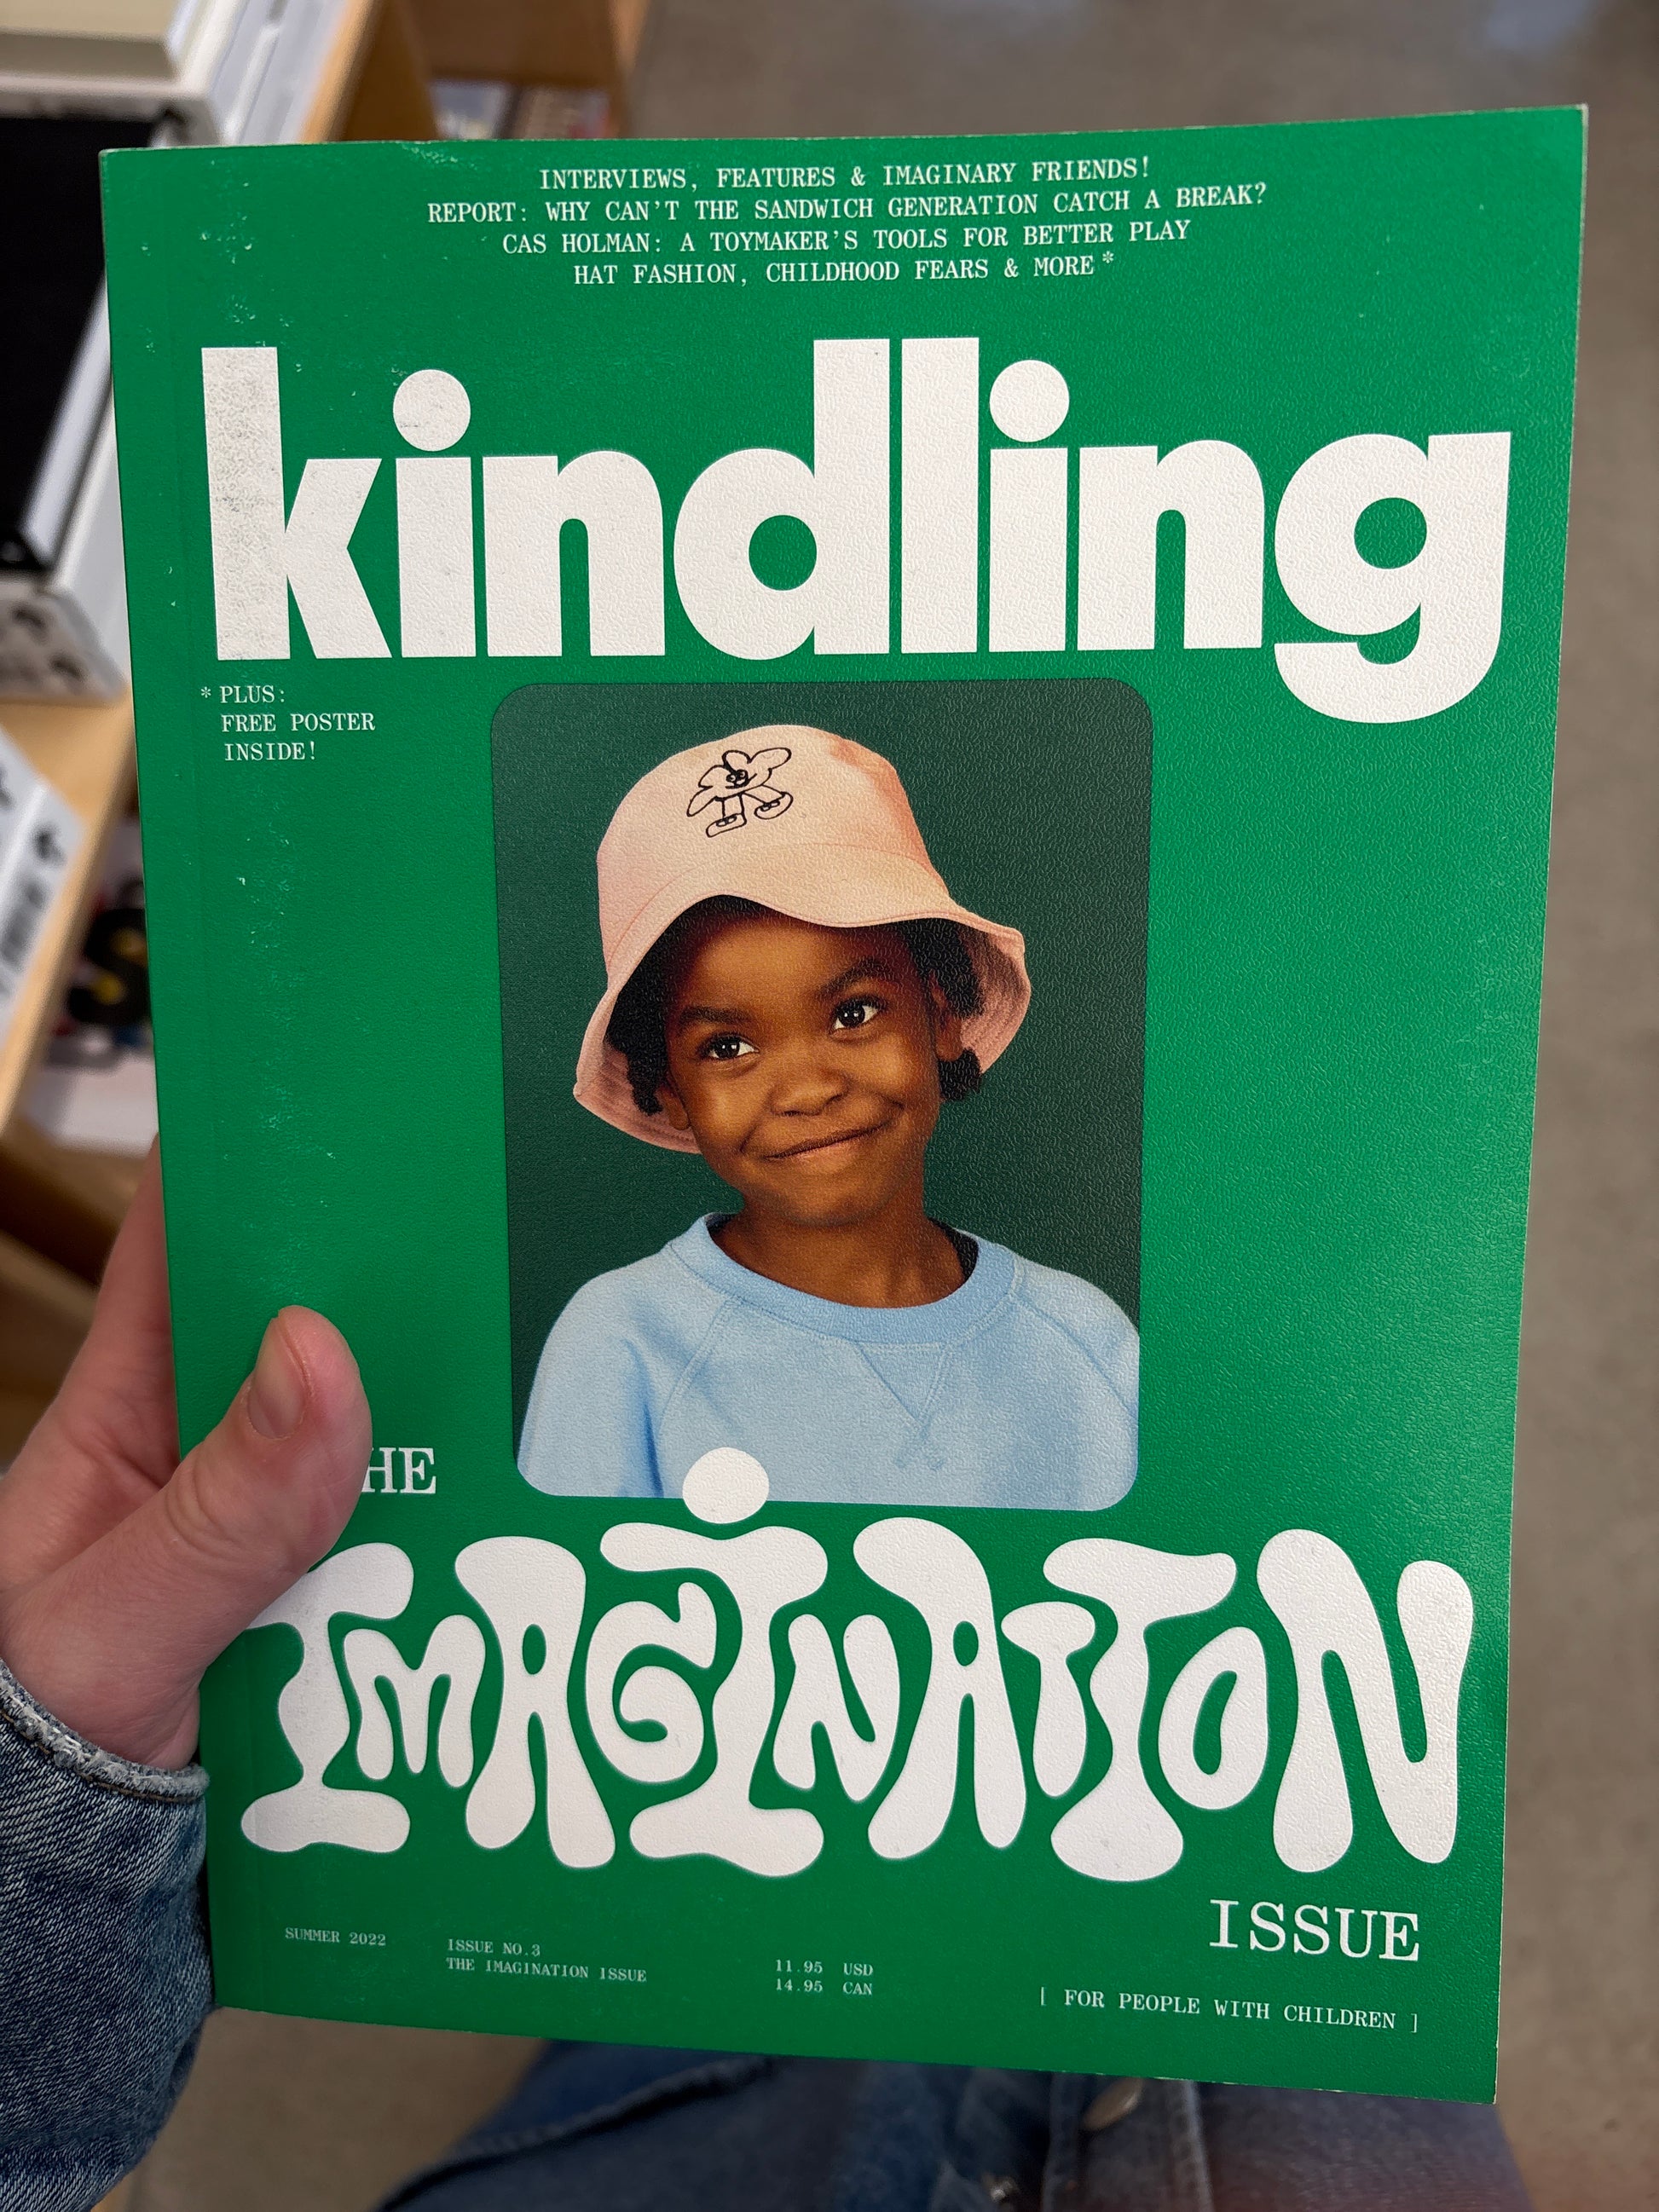 INTERVIEWS, FEATURES & IMAGINARY FRIENDS!
REPORT: WHY CAN'T THE SANDWICH GENERATION CATCH A BREAK?
CAS HOLMAN: A TOYMAKER'S TOOLS FOR BETTER PLAY
HAT FASHION, CHILDHOOD FEARS & MORE*
kindling
* PLUS:
FREE POSTER
INSIDE!
HE
IMAGINATION
ISSUE
SUMMER 2022
ISSUE NO.3
THE IMAGINATION ISSUE
11.95 USD
14.95 CAN
[ FOR PEOPLE WITH CHILDREN ]